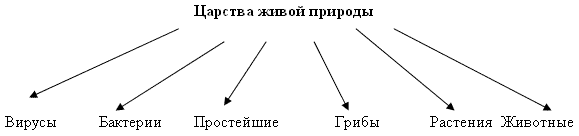 Царства живой природы
Вирусы Бактерии Простейшие Грибы Растения Животные